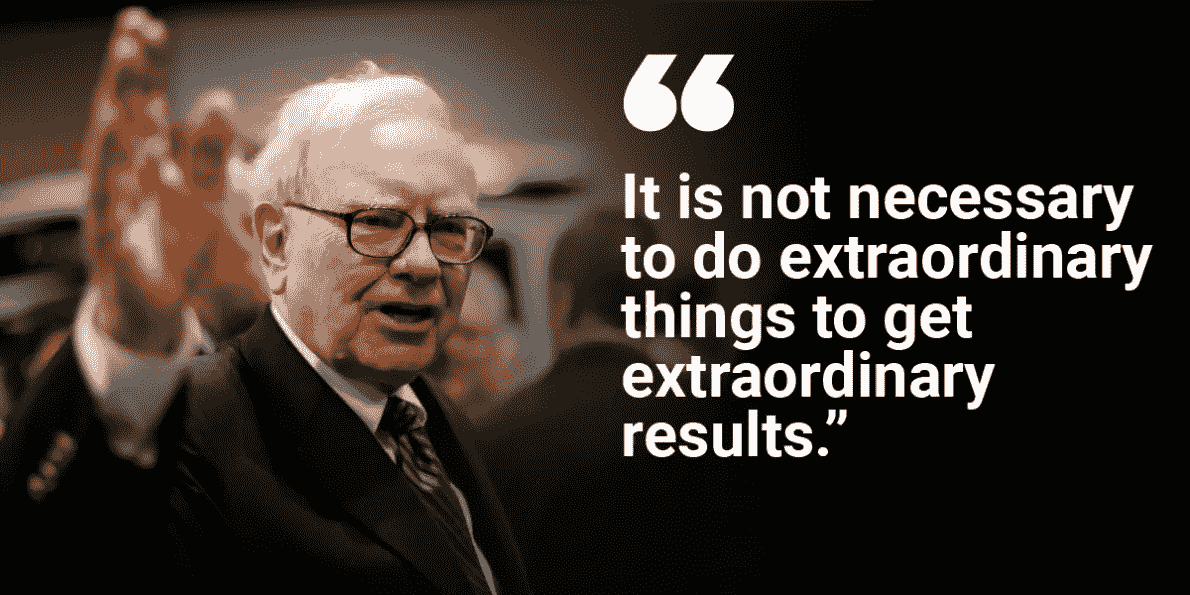 “
It is not necessary
to do extraordinary
things to get
extraordinary
results.”